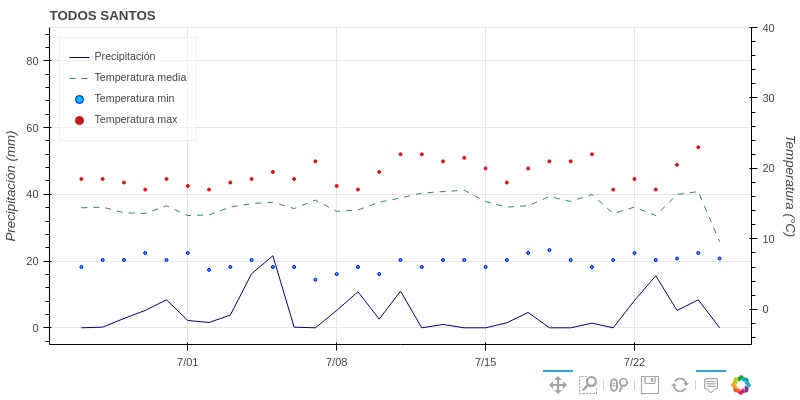 TODOS SANTOS
Precipitación
Temperatura media
Temperatura min
Temperatura max
Precipitación (mm)
80
60
40
20
0
40
30
20
10
0
Temperatura (°C)
7/01
7/08
7/15
7/22